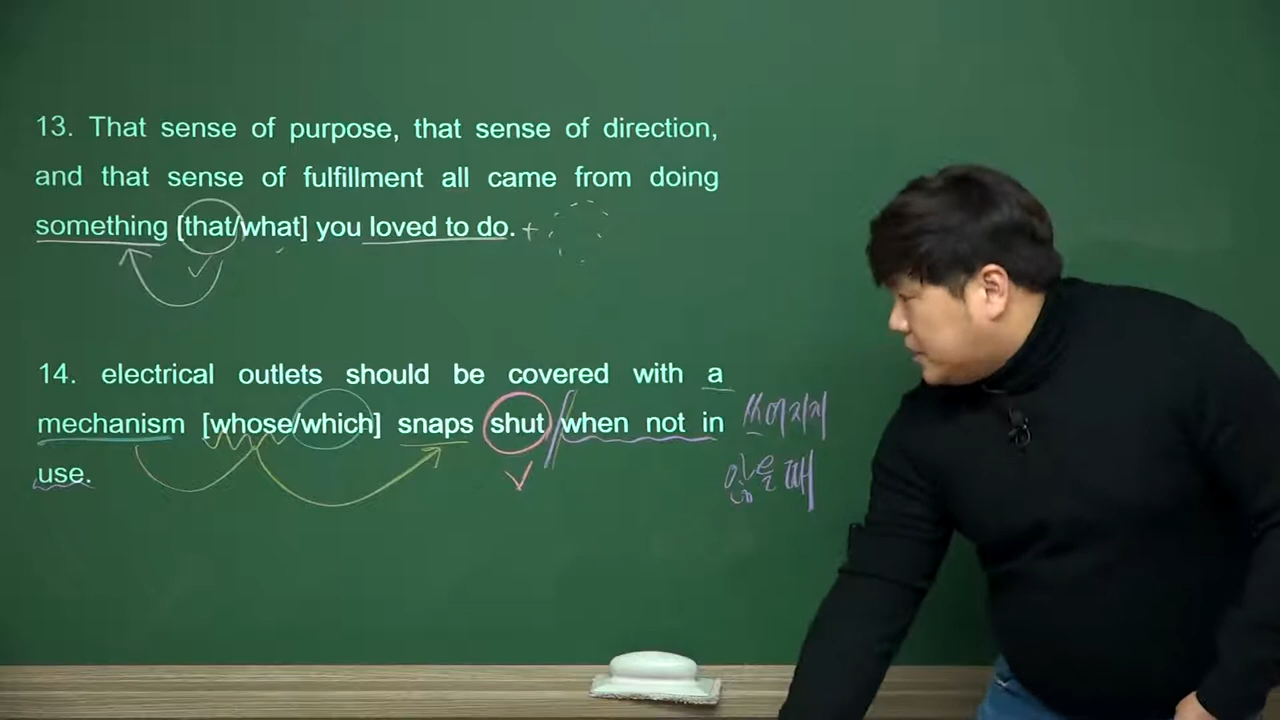 13. That sense of purpose, that sense of direction,
and that sense of fulfillment all came from doing
something [that/what] you loved to do. +
14. electrical outlets should be covered with a
mechanism [whose/which] snaps shut // when not in
use.
쓰여지지
않을 때